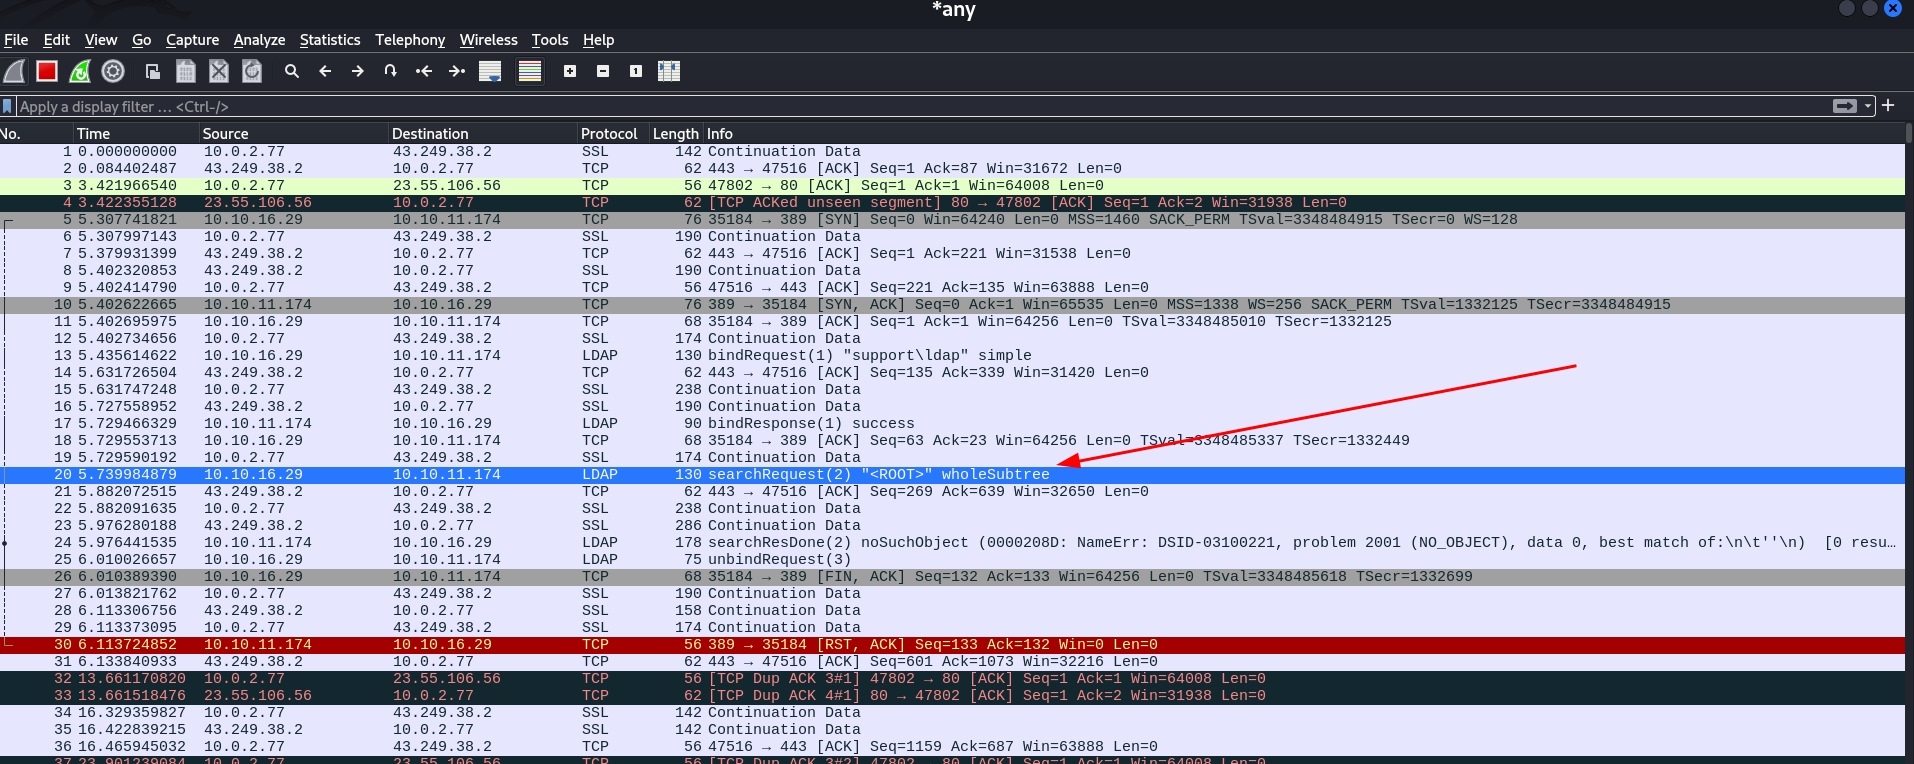 *any
File Edit View Go Capture Analyze Statistics Telephony Wireless Tools Help
Apply a display filter … <Ctrl-/>
No. Time Source Destination Protocol Length Info
1 0.000000000 10.0.2.77 43.249.38.2 SSL 142 Continuation Data
2 0.084402487 43.249.38.2 10.0.2.77 TCP 62 443 → 47516 [ACK] Seq=1 Ack=87 Win=31672 Len=0
3 3.421966540 10.0.2.77 23.55.106.56 TCP 56 47802 → 80 [ACK] Seq=1 Ack=1 Win=64008 Len=0
4 3.422355128 23.55.106.56 10.0.2.77 TCP 62 [TCP ACKed unseen segment] 80 → 47802 [ACK] Seq=1 Ack=2 Win=31938 Len=0
5 5.307741821 10.10.16.29 10.10.11.174 TCP 76 35184 → 389 [SYN] Seq=0 Win=64240 Len=0 MSS=1460 SACK_PERM TSval=3348484915 TSecr=0 WS=128
6 5.307997143 10.0.2.77 43.249.38.2 SSL 190 Continuation Data
7 5.379931399 43.249.38.2 10.0.2.77 TCP 62 443 → 47516 [ACK] Seq=1 Ack=221 Win=31538 Len=0
8 5.402320853 43.249.38.2 10.0.2.77 SSL 190 Continuation Data
9 5.402414790 10.0.2.77 43.249.38.2 TCP 56 47516 → 443 [ACK] Seq=221 Ack=135 Win=63888 Len=0
10 5.402622665 10.10.11.174 10.10.16.29 TCP 76 389 → 35184 [SYN, ACK] Seq=0 Ack=1 Win=65535 Len=0 MSS=1338 WS=256 SACK_PERM TSval=1332125 TSecr=3348484915
11 5.402695975 10.10.16.29 10.10.11.174 TCP 68 35184 → 389 [ACK] Seq=1 Ack=1 Win=64256 Len=0 TSval=3348485010 TSecr=1332125
12 5.402734656 10.0.2.77 43.249.38.2 SSL 174 Continuation Data
13 5.435614622 10.10.16.29 10.10.11.174 LDAP 130 bindRequest(1) "support\ldap" simple
14 5.631726504 43.249.38.2 10.0.2.77 TCP 62 443 → 47516 [ACK] Seq=135 Ack=339 Win=31420 Len=0
15 5.631747248 10.0.2.77 43.249.38.2 SSL 238 Continuation Data
16 5.727558952 43.249.38.2 10.0.2.77 SSL 190 Continuation Data
17 5.729466329 10.10.11.174 10.10.16.29 LDAP 90 bindResponse(1) success
18 5.729553713 10.10.16.29 10.10.11.174 TCP 68 35184 → 389 [ACK] Seq=63 Ack=23 Win=64256 Len=0 TSval=3348485337 TSecr=1332449
19 5.729590192 10.0.2.77 43.249.38.2 SSL 174 Continuation Data
20 5.739984879 10.10.16.29 10.10.11.174 LDAP 130 searchRequest(2) "<ROOT>" wholeSubtree
21 5.882072515 43.249.38.2 10.0.2.77 TCP 62 443 → 47516 [ACK] Seq=269 Ack=639 Win=32650 Len=0
22 5.882091635 10.0.2.77 43.249.38.2 SSL 238 Continuation Data
23 5.976280188 43.249.38.2 10.0.2.77 SSL 286 Continuation Data
24 5.976441535 10.10.11.174 10.10.16.29 LDAP 178 searchResDone(2) noSuchObject (0000208D: NameErr: DSID-03100221, problem 2001 (NO_OBJECT), data 0, best match of:\n\t''\n) [0 resu…
25 6.010026657 10.10.16.29 10.10.11.174 LDAP 75 unbindRequest(3)
26 6.010389390 10.10.16.29 10.10.11.174 TCP 68 35184 → 389 [FIN, ACK] Seq=132 Ack=133 Win=64256 Len=0 TSval=3348485618 TSecr=1332699
27 6.013821762 10.0.2.77 43.249.38.2 SSL 190 Continuation Data
28 6.113306756 43.249.38.2 10.0.2.77 SSL 158 Continuation Data
29 6.113373095 10.0.2.77 43.249.38.2 SSL 174 Continuation Data
30 6.113724852 10.10.11.174 10.10.16.29 TCP 56 389 → 35184 [RST, ACK] Seq=133 Ack=132 Win=0 Len=0
31 6.133840933 43.249.38.2 10.0.2.77 TCP 62 443 → 47516 [ACK] Seq=601 Ack=1073 Win=32216 Len=0
32 13.661170820 10.0.2.77 23.55.106.56 TCP 56 [TCP Dup ACK 3#1] 47802 → 80 [ACK] Seq=1 Ack=1 Win=64008 Len=0
33 13.661518476 23.55.106.56 10.0.2.77 TCP 62 [TCP Dup ACK 4#1] 80 → 47802 [ACK] Seq=1 Ack=2 Win=31938 Len=0
34 16.329359827 10.0.2.77 43.249.38.2 SSL 142 Continuation Data
35 16.422839215 43.249.38.2 10.0.2.77 SSL 142 Continuation Data
36 16.465945032 10.0.2.77 43.249.38.2 TCP 56 47516 → 443 [ACK] Seq=1159 Ack=687 Win=63888 Len=0
37 23.901239084 10.0.2.77 23.55.106.56 TCP 56 [TCP Dup ACK 3#2] 47802 → 80 [ACK] Seq=1 Ack=1 Win=64008 Len=0